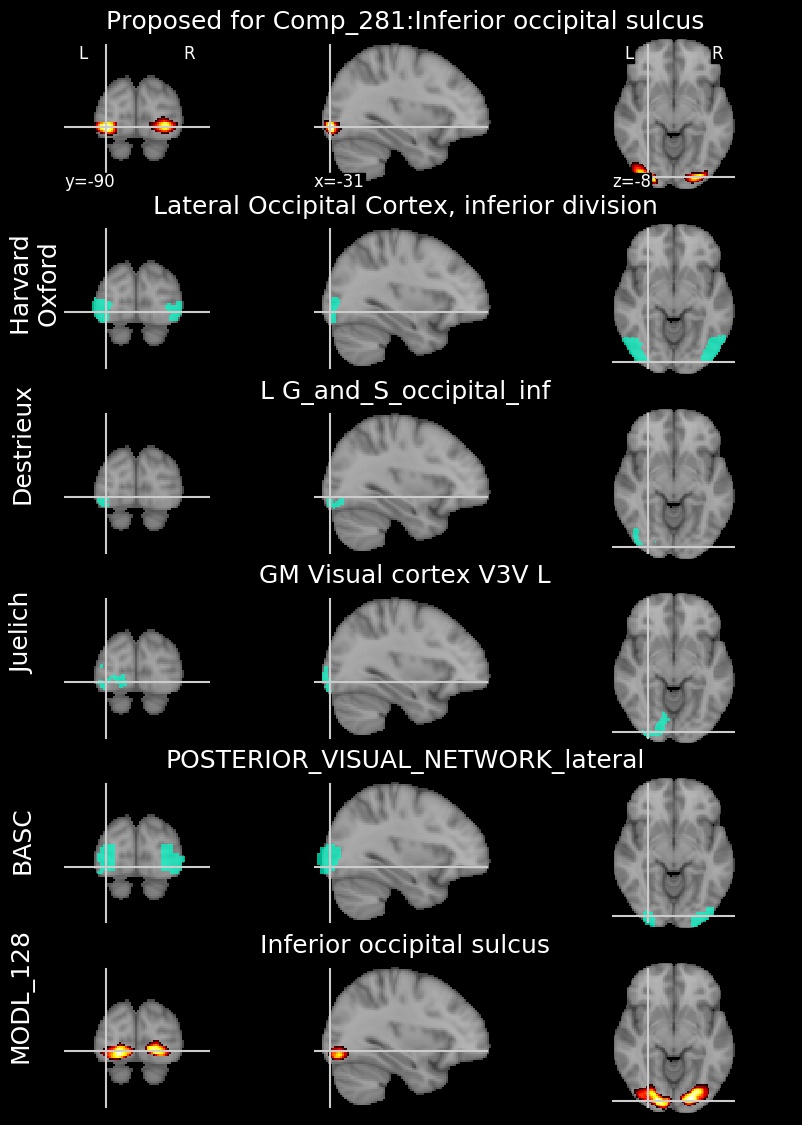 Proposed for Comp_281:Inferior occipital sulcus
L R L R
y=-90 x=-31 z=-8
Lateral Occipital Cortex, inferior division
Harvard
Oxford
L G_and_S_occipital_inf
Destrieux
GM Visual cortex V3V L
Juelich
POSTERIOR_VISUAL_NETWORK_lateral
BASC
Inferior occipital sulcus
MODL_128